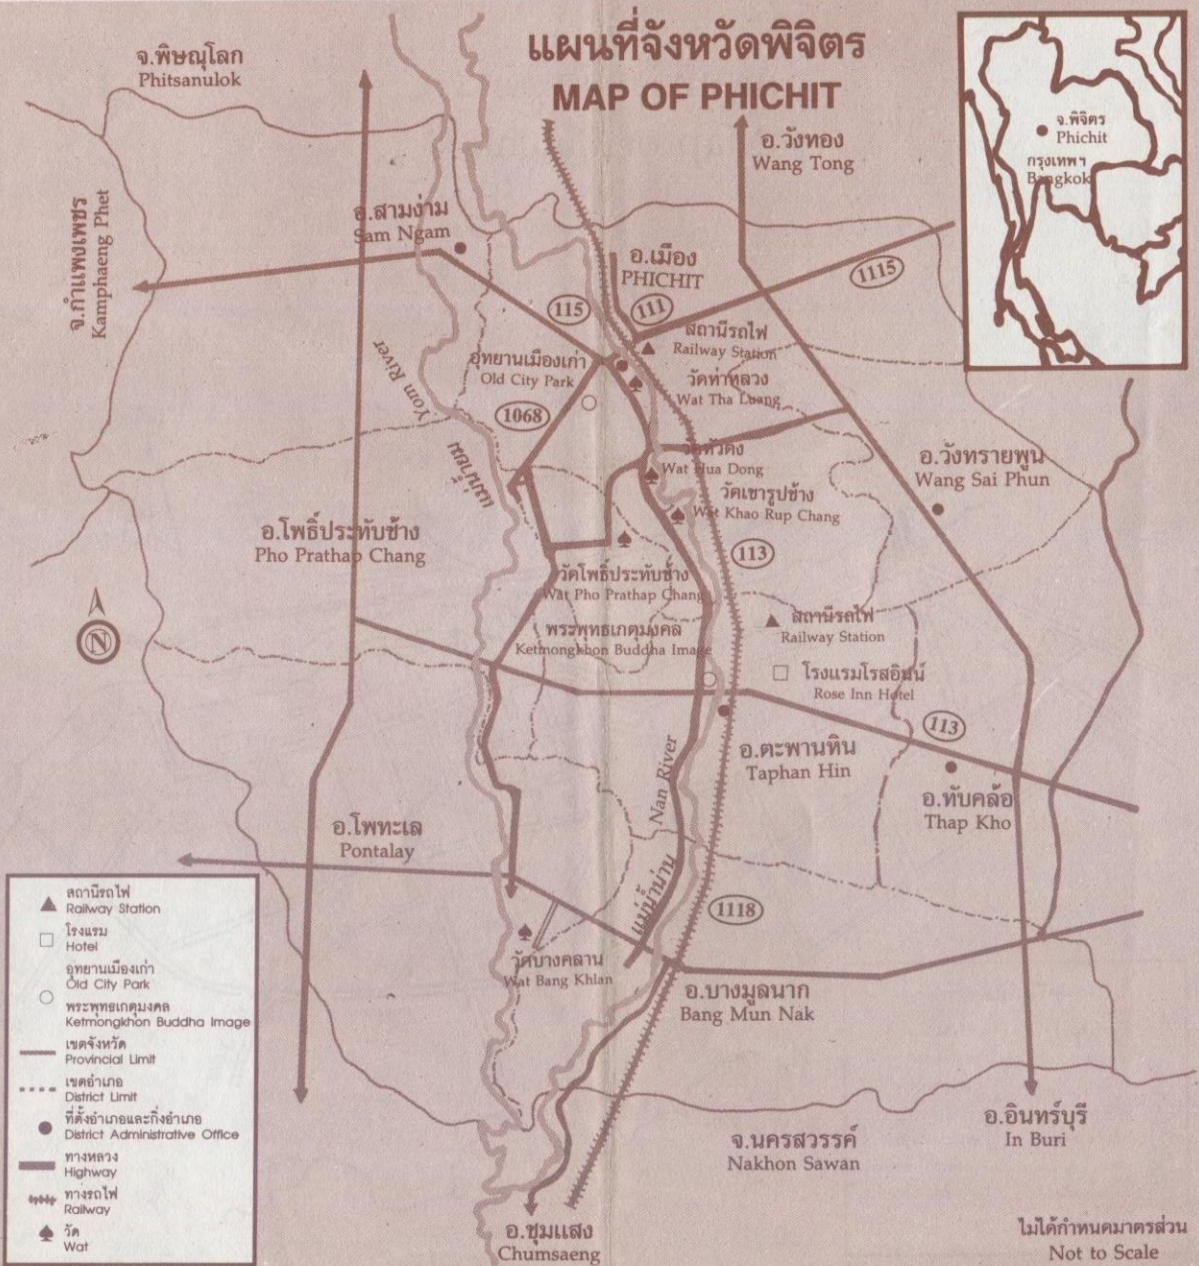 แผนที่จังหวัดพิจิตร
MAP OF PHICHIT
จ.พิษณุโลก
Phitsanulok
อ.วังทอง
Wang Tong
จ.พิจิตร
Phichit
กรุงเทพฯ
Bangkok
จ.กำแพงเพชร
Kamphaeng Phet
อ.สามง่าม
Sam Ngam
อ.เมือง
PHICHIT
1115
115
111
สถานีรถไฟ
Railway Station
อุทยานเมืองเก่า
Old City Park
วัดท่าหลวง
Wat Tha Luang
1068
Yom River
แม่น้ำยม
วัดหัวดง
Wat Hua Dong
อ.วังทรายพูน
Wang Sai Phun
วัดเขารูปช้าง
Wat Khao Rup Chang
อ.โพธิ์ประทับช้าง
Pho Prathap Chang
113
วัดโพธิ์ประทับช้าง
Wat Pho Prathap Chang
N
สถานีรถไฟ
Railway Station
พระพุทธเกตุมงคล
Ketmongkhon Buddha Image
โรงแรมโรสอินน์
Rose Inn Hotel
113
อ.ตะพานหิน
Taphan Hin
Nan River
แม่น้ำน่าน
อ.ทับคล้อ
Thap Kho
อ.โพทะเล
Pontalay
1118
วัดบางคลาน
Wat Bang Khlan
อ.บางมูลนาก
Bang Mun Nak
อ.อินทร์บุรี
In Buri
จ.นครสวรรค์
Nakhon Sawan
อ.ชุมแสง
Chumsaeng
ไม่ได้กำหนดมาตรส่วน
Not to Scale
สถานีรถไฟ
Railway Station
โรงแรม
Hotel
อุทยานเมืองเก่า
Old City Park
พระพุทธเกตุมงคล
Ketmongkhon Buddha Image
เขตจังหวัด
Provincial Limit
เขตอำเภอ
District Limit
ที่ตั้งอำเภอและกิ่งอำเภอ
District Administrative Office
ทางหลวง
Highway
ทางรถไฟ
Railway
วัด
Wat